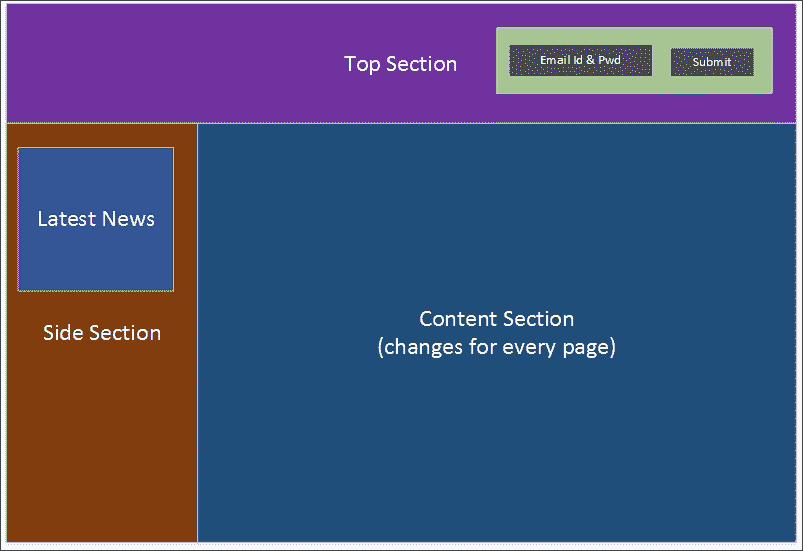 Top Section
Email Id & Pwd
Submit
Latest News
Side Section
Content Section
(changes for every page)